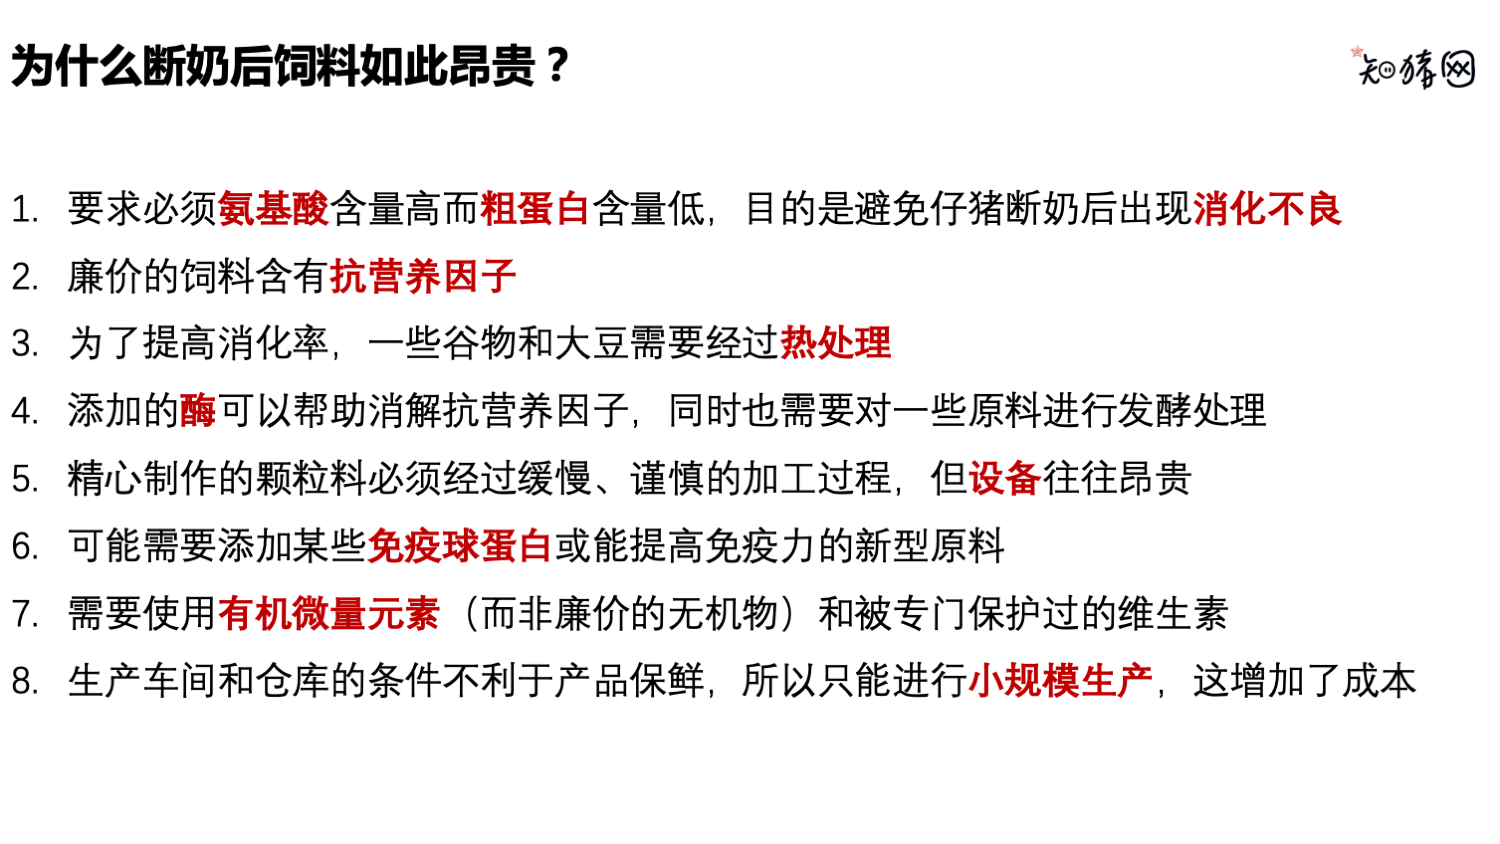 为什么断奶后饲料如此昂贵？
知猪网
1. 要求必须氨基酸含量高而粗蛋白含量低，目的是避免仔猪断奶后出现消化不良
2. 廉价的饲料含有抗营养因子
3. 为了提高消化率，一些谷物和大豆需要经过热处理
4. 添加的酶可以帮助消解抗营养因子，同时也需要对一些原料进行发酵处理
5. 精心制作的颗粒料必须经过缓慢、谨慎的加工过程，但设备往往昂贵
6. 可能需要添加某些免疫球蛋白或能提高免疫力的新型原料
7. 需要使用有机微量元素（而非廉价的无机物）和被专门保护过的维生素
8. 生产车间和仓库的条件不利于产品保鲜，所以只能进行小规模生产，这增加了成本